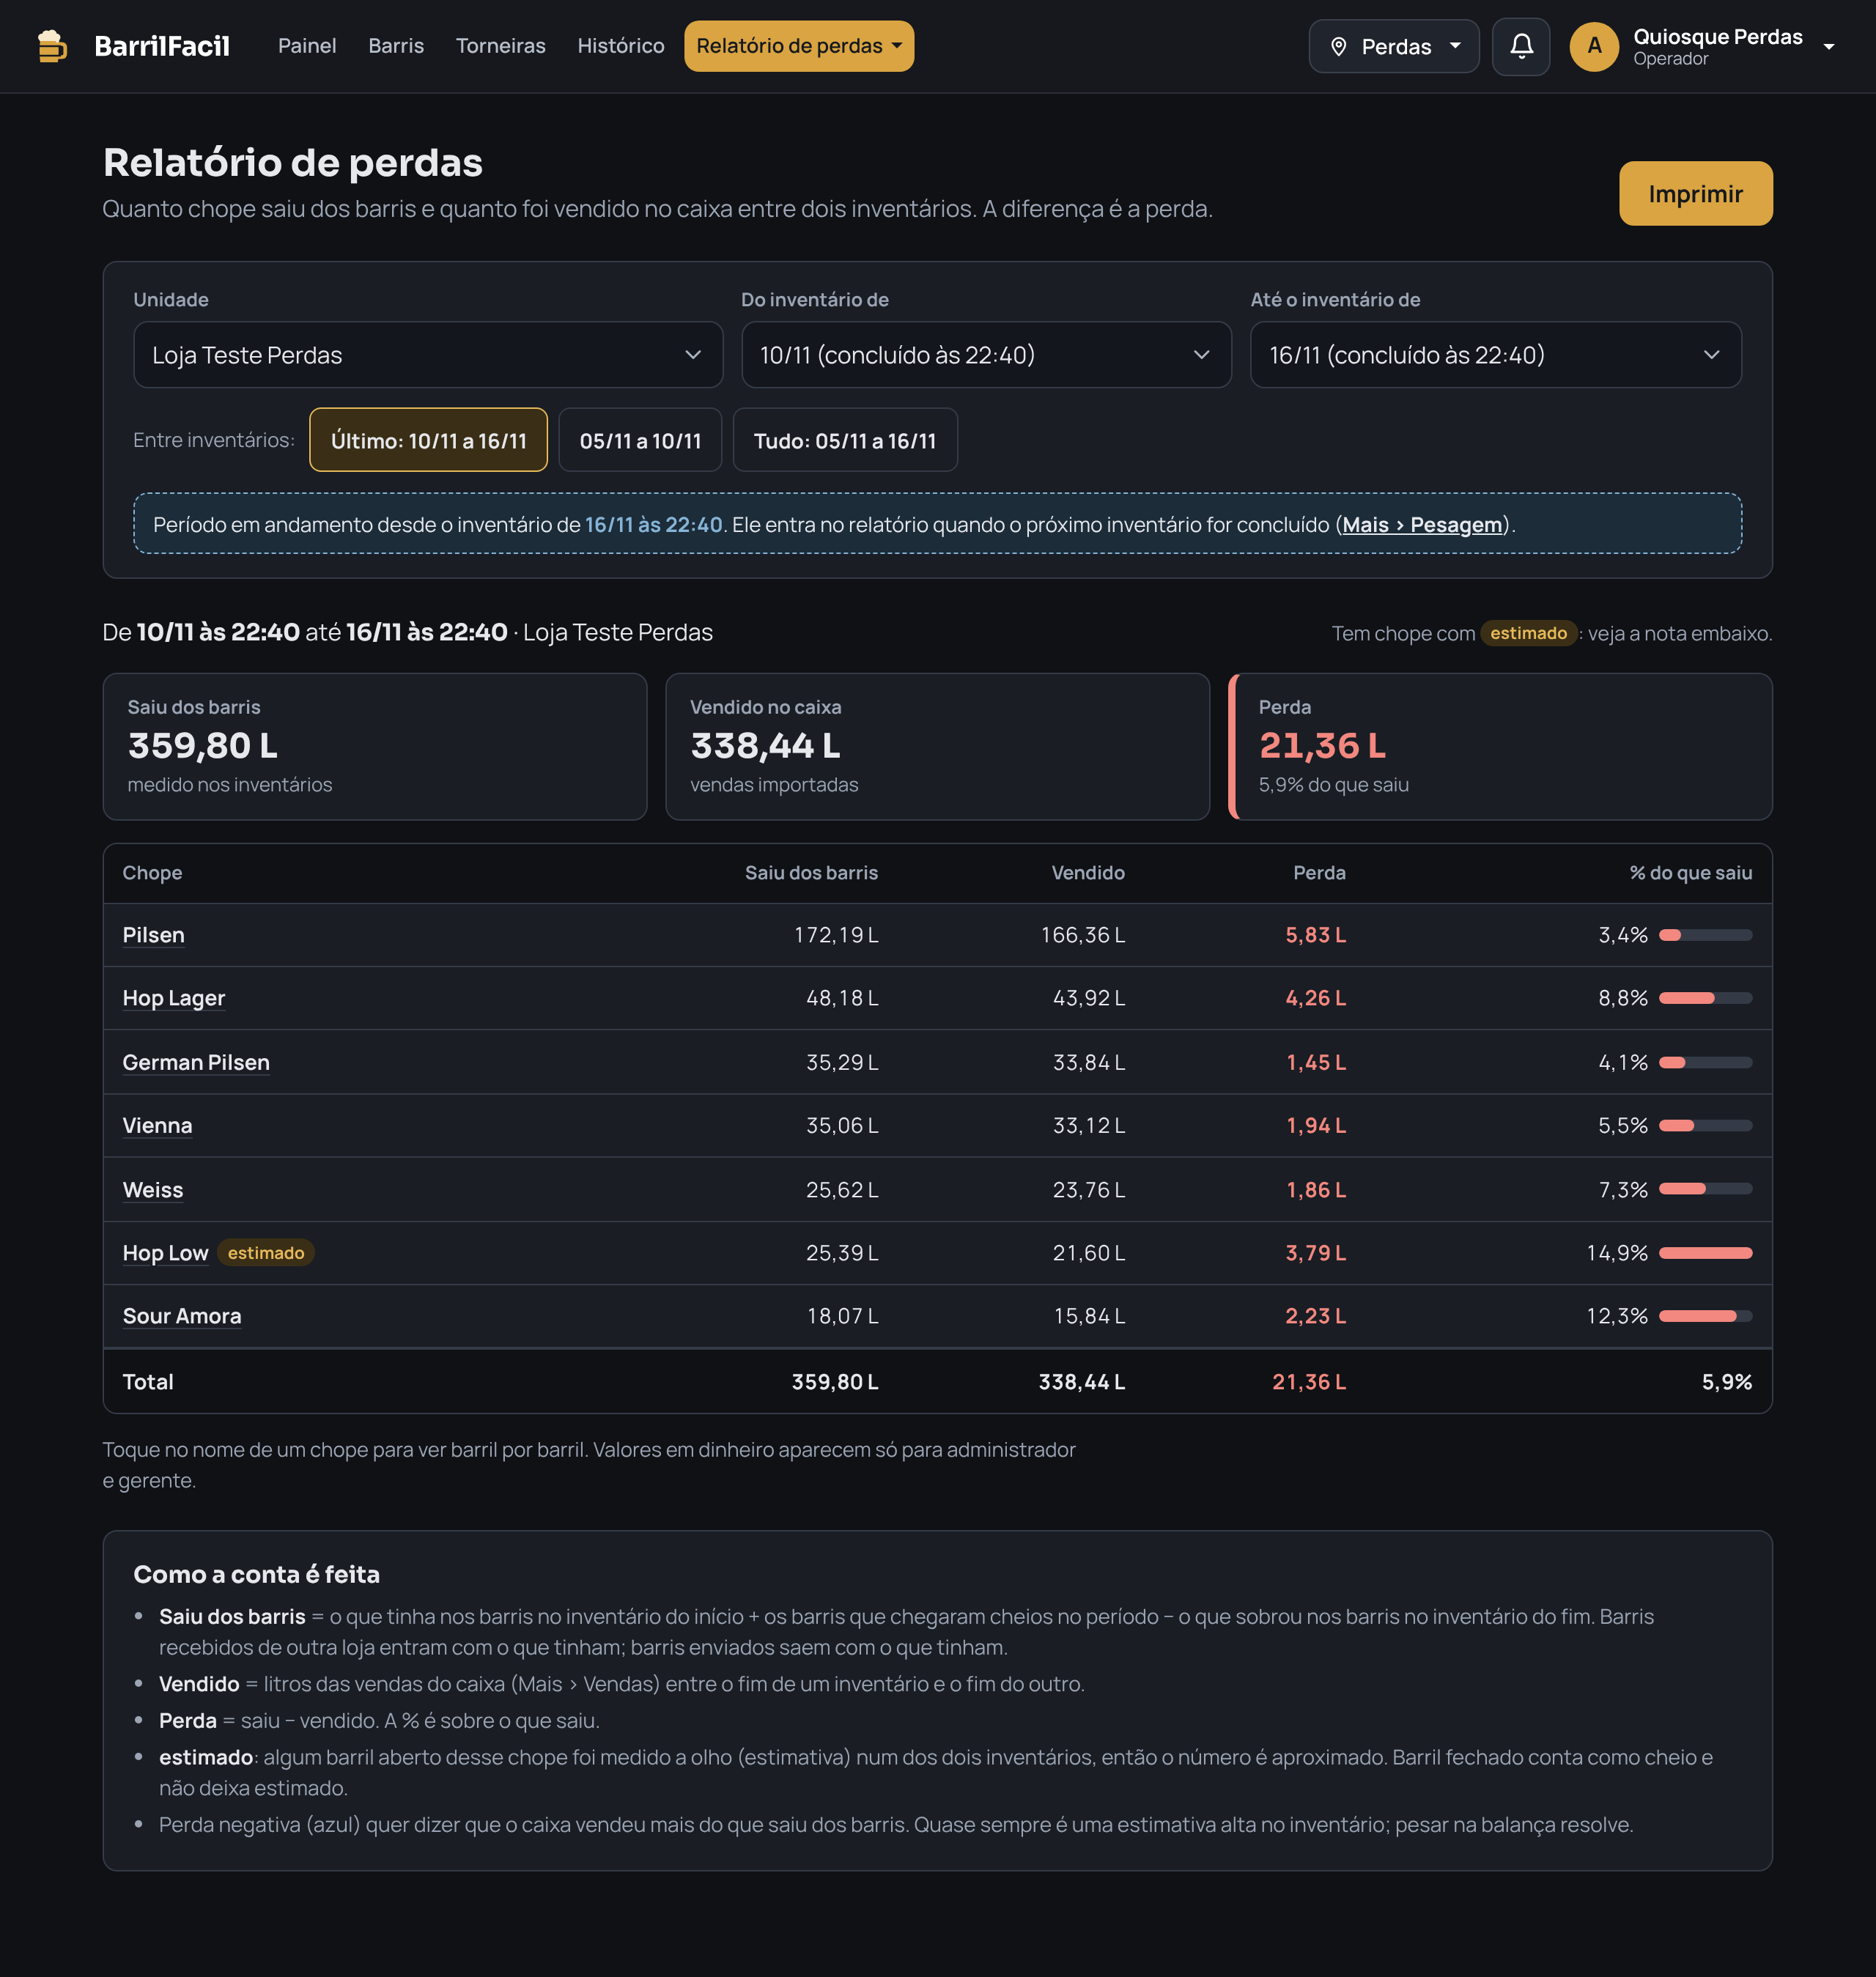 BarrilFacil
Painel
Barris
Torneiras
Histórico
Relatório de perdas
Perdas
A
Quiosque Perdas
Operador
Relatório de perdas
Quanto chope saiu dos barris e quanto foi vendido no caixa entre dois inventários. A diferença é a perda.
Imprimir
Unidade
Do inventário de
Até o inventário de
Loja Teste Perdas
10/11 (concluído às 22:40)
16/11 (concluído às 22:40)
Entre inventários:
Último: 10/11 a 16/11
05/11 a 10/11
Tudo: 05/11 a 16/11
Período em andamento desde o inventário de 16/11 às 22:40. Ele entra no relatório quando o próximo inventário for concluído (Mais > Pesagem).
De 10/11 às 22:40 até 16/11 às 22:40 · Loja Teste Perdas
Tem chope com estimado: veja a nota embaixo.
Saiu dos barris
359,80 L
medido nos inventários
Vendido no caixa
338,44 L
vendas importadas
Perda
21,36 L
5,9% do que saiu
Chope Saiu dos barris Vendido Perda % do que saiu
Pilsen 172,19 L 166,36 L 5,83 L 3,4%
Hop Lager 48,18 L 43,92 L 4,26 L 8,8%
German Pilsen 35,29 L 33,84 L 1,45 L 4,1%
Vienna 35,06 L 33,12 L 1,94 L 5,5%
Weiss 25,62 L 23,76 L 1,86 L 7,3%
Hop Low estimado 25,39 L 21,60 L 3,79 L 14,9%
Sour Amora 18,07 L 15,84 L 2,23 L 12,3%
Total 359,80 L 338,44 L 21,36 L 5,9%
Toque no nome de um chope para ver barril por barril. Valores em dinheiro aparecem só para administrador
e gerente.
Como a conta é feita
• Saiu dos barris = o que tinha nos barris no inventário do início + os barris que chegaram cheios no período − o que sobrou nos barris no inventário do fim. Barris
recebidos de outra loja entram com o que tinham; barris enviados saem com o que tinham.
• Vendido = litros das vendas do caixa (Mais > Vendas) entre o fim de um inventário e o fim do outro.
• Perda = saiu − vendido. A % é sobre o que saiu.
• estimado: algum barril aberto desse chope foi medido a olho (estimativa) num dos dois inventários, então o número é aproximado. Barril fechado conta como cheio e
não deixa estimado.
• Perda negativa (azul) quer dizer que o caixa vendeu mais do que saiu dos barris. Quase sempre é uma estimativa alta no inventário; pesar na balança resolve.